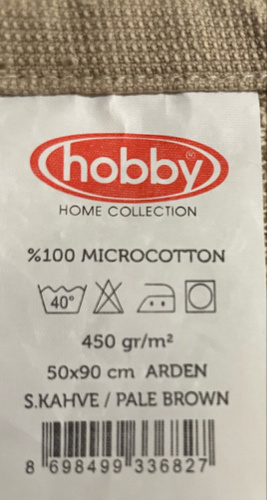 hobby®
HOME COLLECTION
%100 MICROCOTTON
40°
450 gr/m²
50x90 cm ARDEN
S.KAHVE / PALE BROWN
8 698499 336827